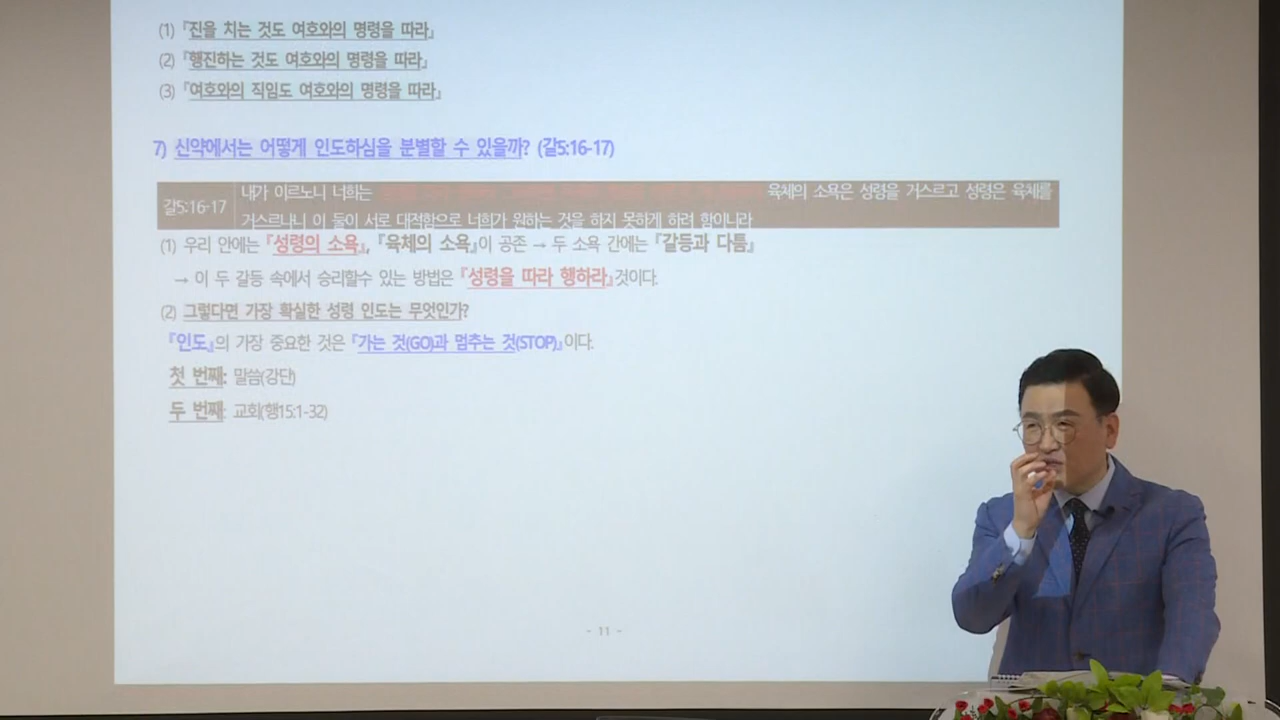 (1) 『진을 치는 것도 여호와의 명령을 따라』
(2) 『행진하는 것도 여호와의 명령을 따라』
(3) 『여호와의 직임도 여호와의 명령을 따라』
7) 신약에서는 어떻게 인도하심을 분별할 수 있을까? (갈5:16-17)
갈5:16-17
내가 이르노니 너희는 육체의 소욕은 성령을 거스르고 성령은 육체를
거스르나니 이 둘이 서로 대적함으로 너희가 원하는 것을 하지 못하게 하려 함이니라
(1) 우리 안에는 『성령의 소욕』, 『육체의 소욕』이 공존 → 두 소욕 간에는 『갈등과 다툼』
→ 이 두 갈등 속에서 승리할수 있는 방법은 『성령을 따라 행하라』것이다.
(2) 그렇다면 가장 확실한 성령 인도는 무엇인가?
『인도』의 가장 중요한 것은 『가는 것(GO)과 멈추는 것(STOP)』이다.
첫 번째: 말씀(강단)
두 번째: 교회(행15:1-32)
- 11 -